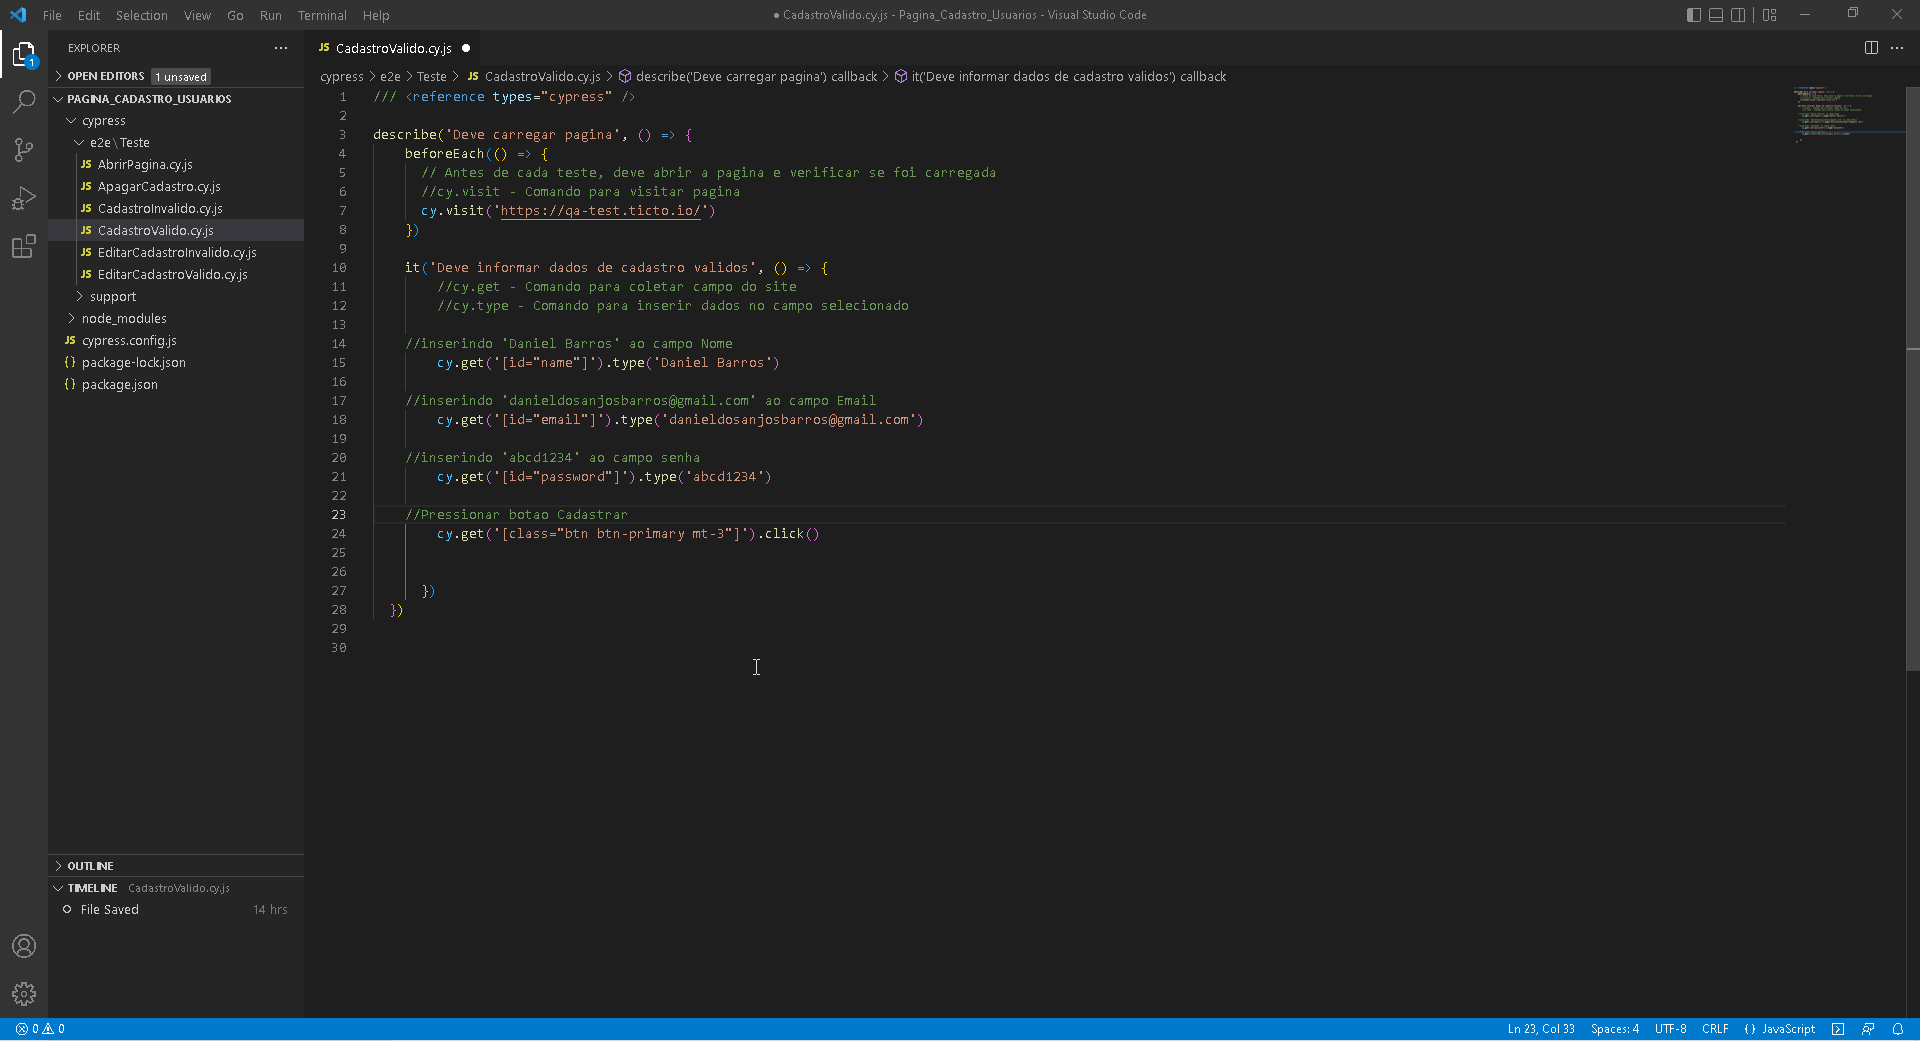 File Edit Selection View Go Run Terminal Help
● CadastroValido.cy.js - Pagina_Cadastro_Usuarios - Visual Studio Code
EXPLORER
OPEN EDITORS 1 unsaved
PAGINA_CADASTRO_USUARIOS
cypress
e2e \ Teste
JS AbrirPagina.cy.js
JS ApagarCadastro.cy.js
JS CadastroInvalido.cy.js
JS CadastroValido.cy.js
JS EditarCadastroInvalido.cy.js
JS EditarCadastroValido.cy.js
support
node_modules
JS cypress.config.js
{} package-lock.json
{} package.json
OUTLINE
TIMELINE CadastroValido.cy.js
File Saved 14 hrs
1
JS CadastroValido.cy.js ●
cypress > e2e > Teste > JS CadastroValido.cy.js > describe('Deve carregar pagina') callback > it('Deve informar dados de cadastro validos') callback
1 /// <reference types="cypress" />
2
3 describe('Deve carregar pagina', () => {
4 beforeEach(() => {
5 // Antes de cada teste, deve abrir a pagina e verificar se foi carregada
6 //cy.visit - Comando para visitar pagina
7 cy.visit('https://qa-test.ticto.io/')
8 })
9
10 it('Deve informar dados de cadastro validos', () => {
11 //cy.get - Comando para coletar campo do site
12 //cy.type - Comando para inserir dados no campo selecionado
13
14 //inserindo 'Daniel Barros' ao campo Nome
15 cy.get('[id="name"]').type('Daniel Barros')
16
17 //inserindo 'danieldosanjosbarros@gmail.com' ao campo Email
18 cy.get('[id="email"]').type('danieldosanjosbarros@gmail.com')
19
20 //inserindo 'abcd1234' ao campo senha
21 cy.get('[id="password"]').type('abcd1234')
22
23 //Pressionar botao Cadastrar
24 cy.get('[class="btn btn-primary mt-3"]').click()
25
26
27 })
28 })
29
30
0 0
Ln 23, Col 33 Spaces: 4 UTF-8 CRLF {} JavaScript